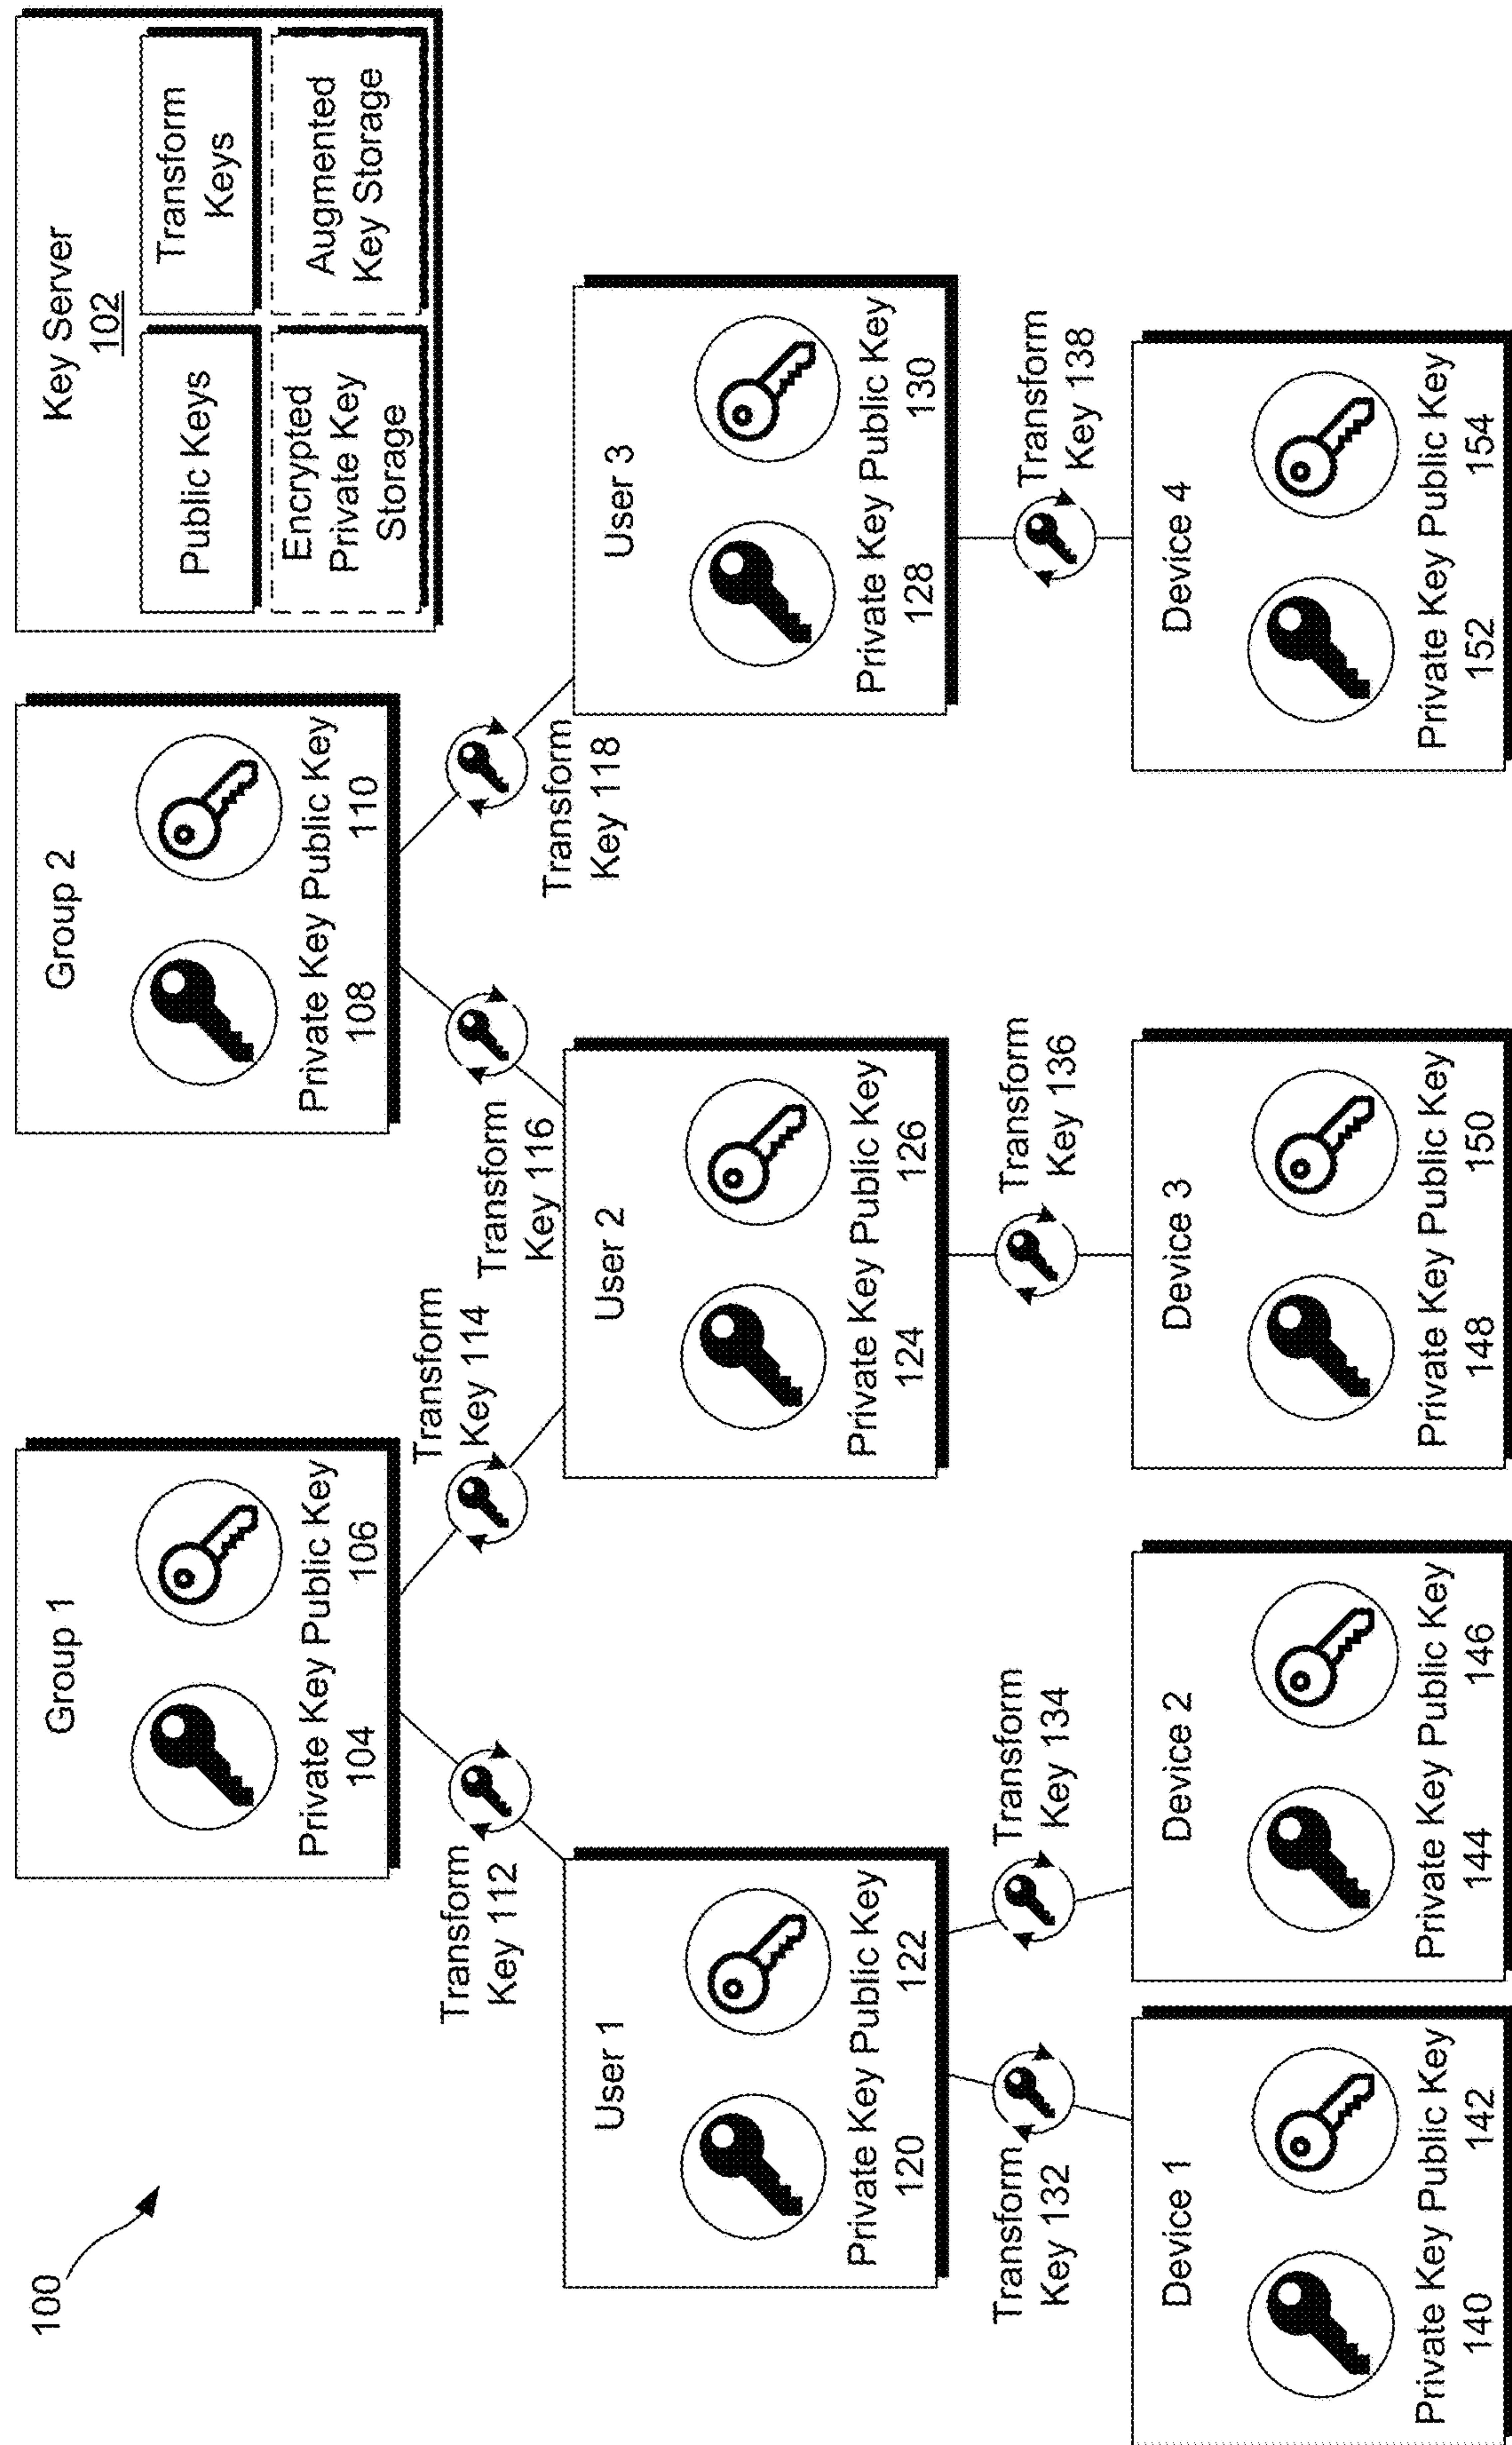 100
Group 1
Private Key Public Key
104 106
Group 2
Private Key Public Key
108 110
Key Server
102
Public Keys
Transform
Keys
Encrypted
Private Key
Storage
Augmented
Key Storage
Transform
Key 112
Transform
Key 114
Transform
Key 116
Transform
Key 118
User 1
Private Key Public Key
120 122
User 2
Private Key Public Key
124 126
User 3
Private Key Public Key
128 130
Transform
Key 132
Transform
Key 134
Transform
Key 136
Transform
Key 138
Device 1
Private Key Public Key
140 142
Device 2
Private Key Public Key
144 146
Device 3
Private Key Public Key
148 150
Device 4
Private Key Public Key
152 154